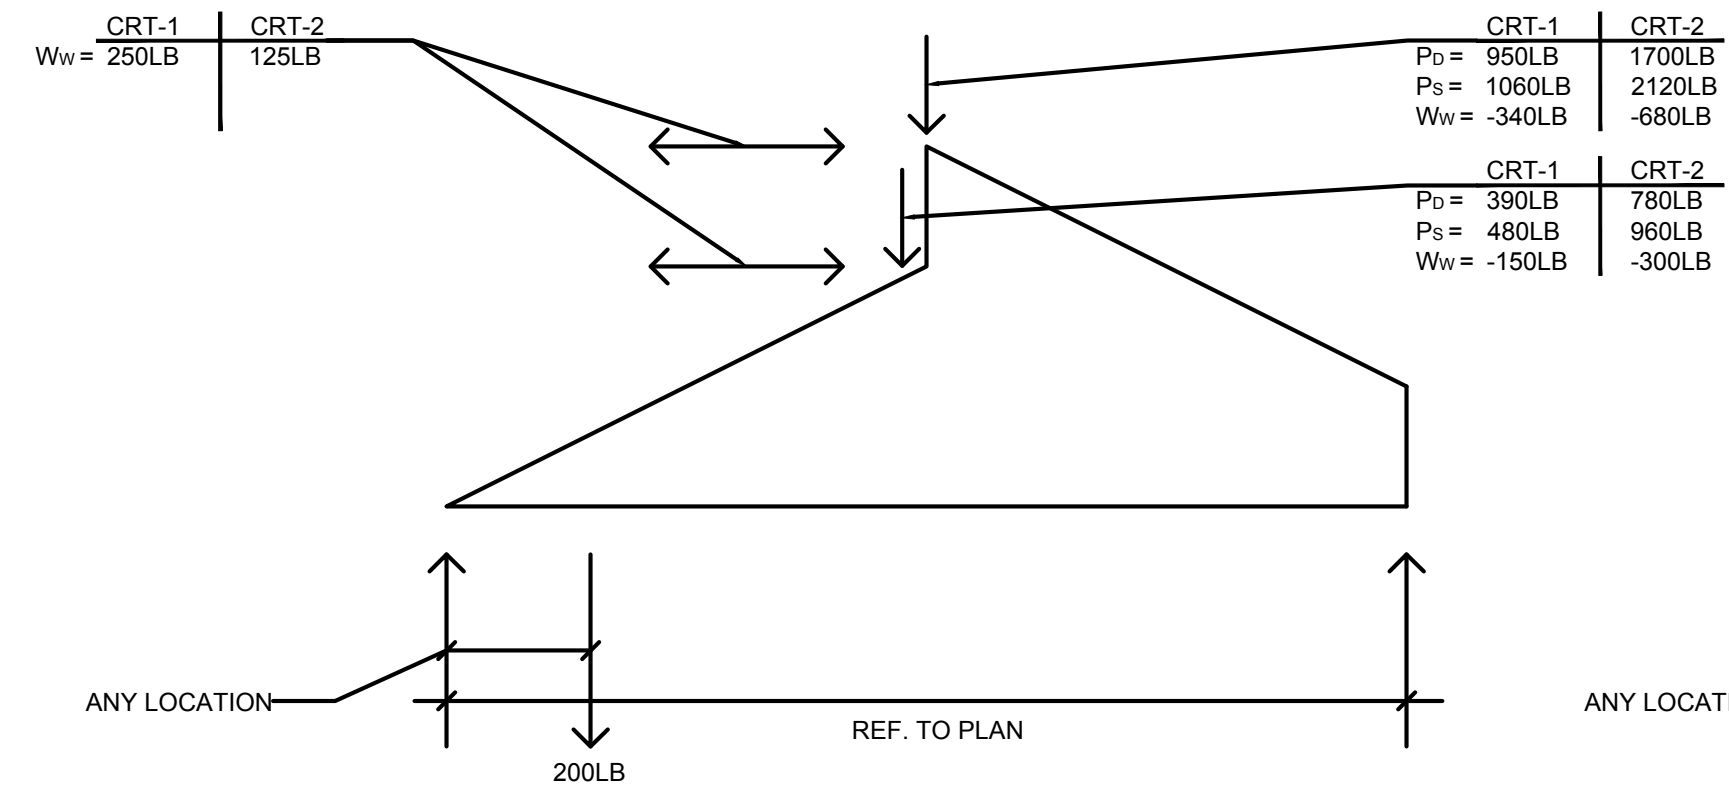 CRT-1 CRT-2
Ww = 250LB 125LB
CRT-1 CRT-2
PD = 950LB 1700LB
PS = 1060LB 2120LB
Ww = -340LB -680LB
CRT-1 CRT-2
PD = 390LB 780LB
PS = 480LB 960LB
Ww = -150LB -300LB
ANY LOCATION
REF. TO PLAN
200LB
ANY LOCATI